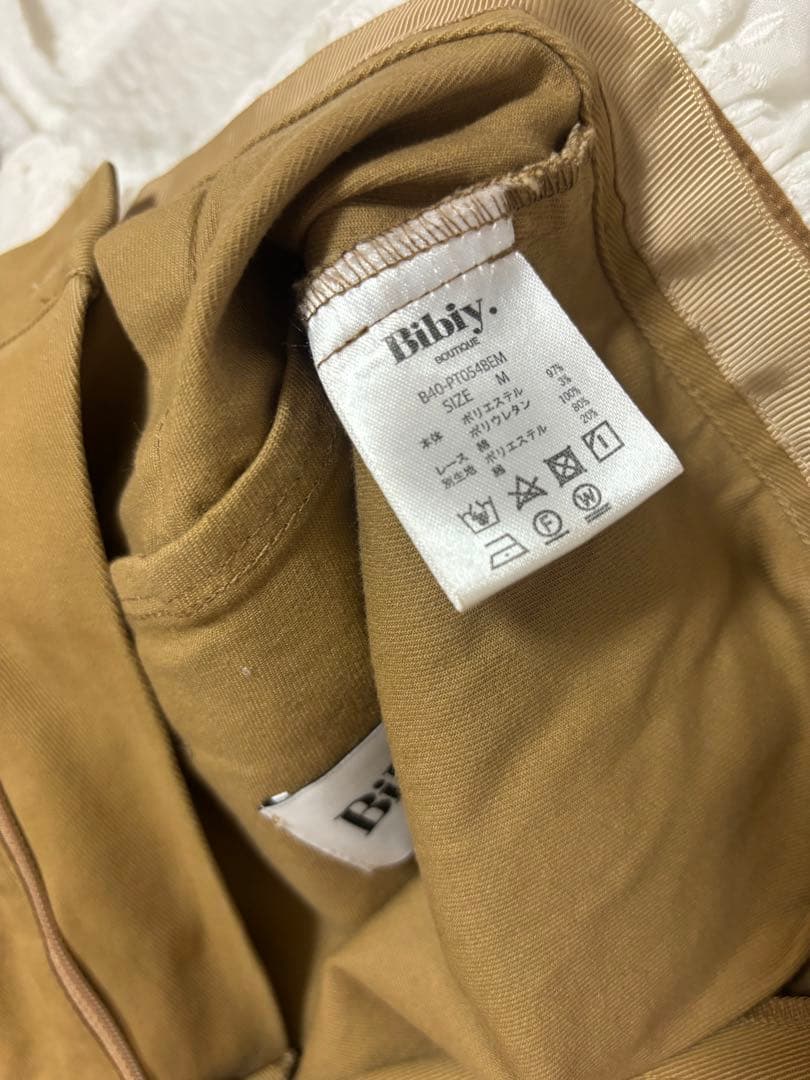 Bibiy.
BOUTIQUE
B40-PT054BEM
SIZE M
本体 ポリエステル 97%
ポリウレタン 3%
レース 綿 100%
別生地 ポリエステル 80%
綿 20%
F W
Bi